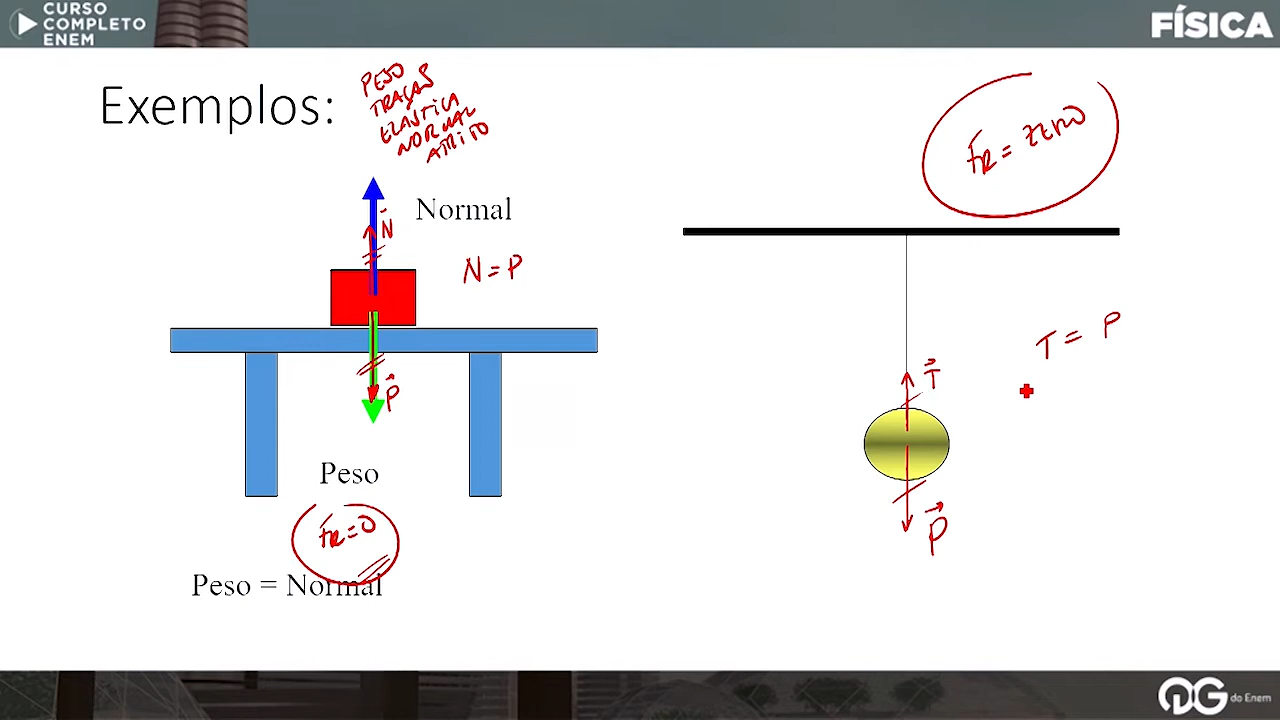 CURSO
COMPLETO
ENEM
FÍSICA
Exemplos:
PESO
TRAÇÃO
ELÁSTICA
NORMAL
ATRITO
FR = ZERO
Normal
N
N = P
T = P
T
P
Peso
P
FR = 0
Peso = Normal
QG do Enem